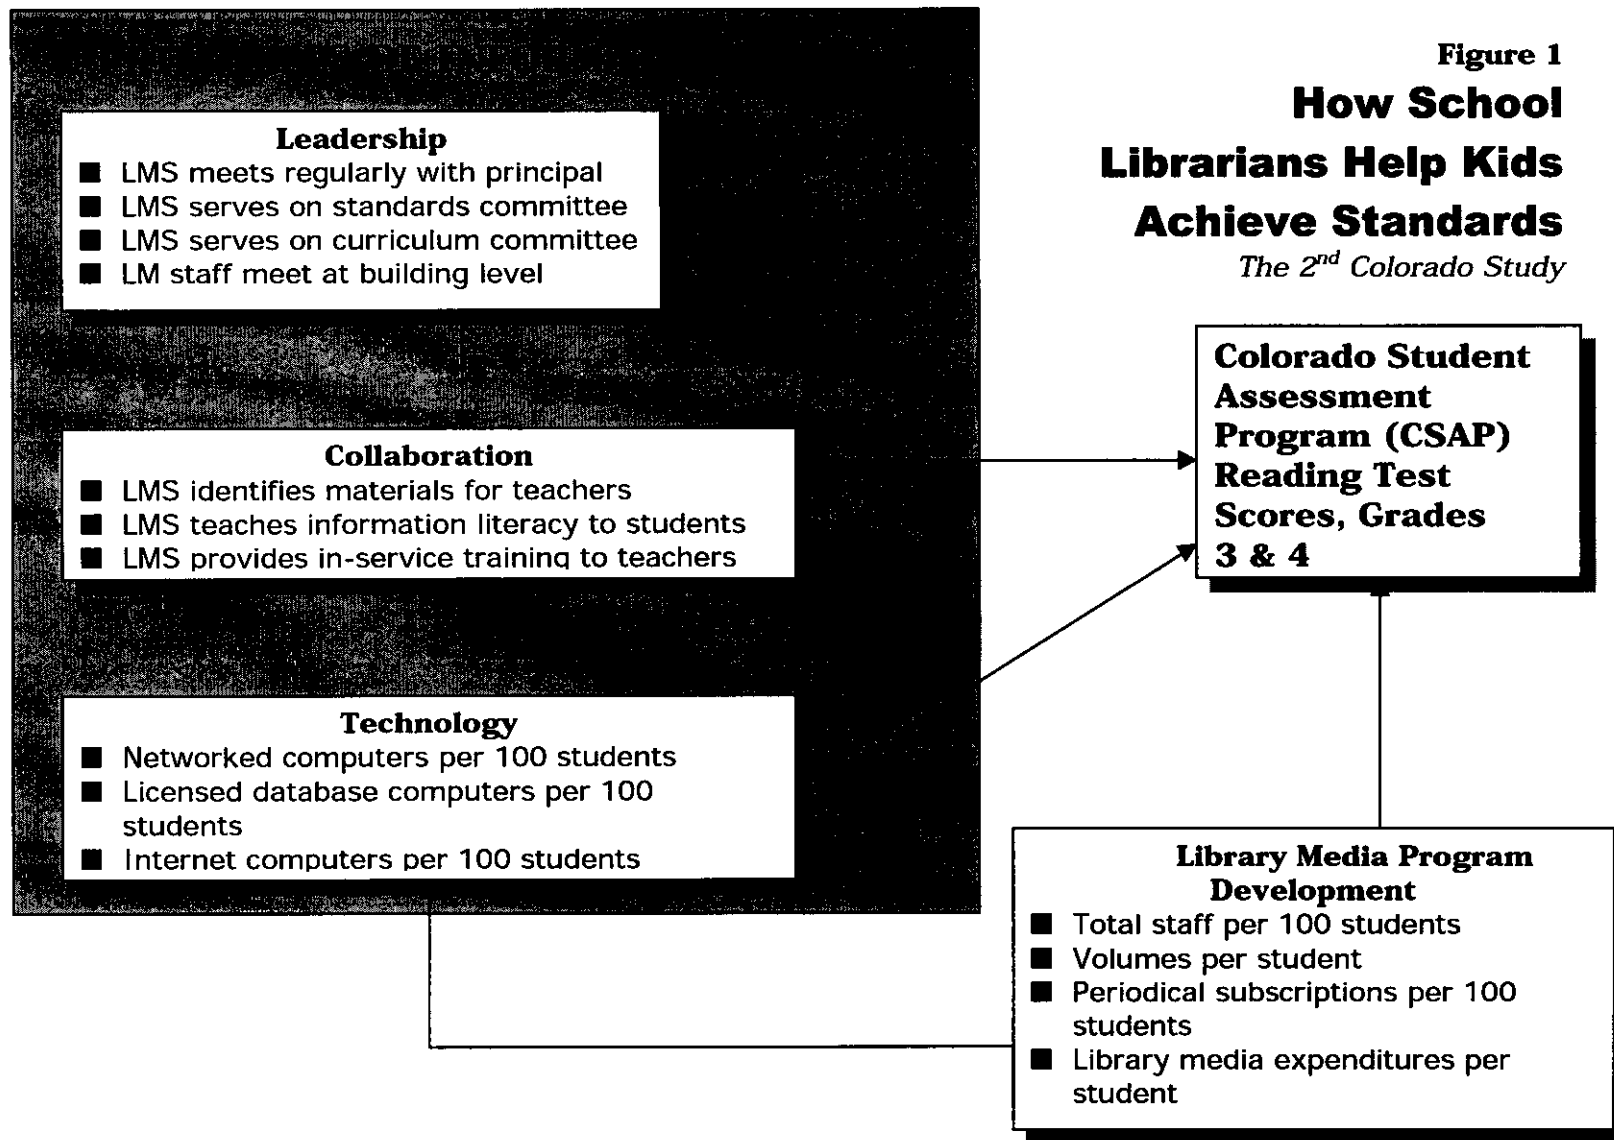 Figure 1
How School
Librarians Help Kids
Achieve Standards
The 2nd Colorado Study
Leadership
■ LMS meets regularly with principal
■ LMS serves on standards committee
■ LMS serves on curriculum committee
■ LM staff meet at building level
Collaboration
■ LMS identifies materials for teachers
■ LMS teaches information literacy to students
■ LMS provides in-service training to teachers
Technology
■ Networked computers per 100 students
■ Licensed database computers per 100
students
■ Internet computers per 100 students
Colorado Student
Assessment
Program (CSAP)
Reading Test
Scores, Grades
3 & 4
Library Media Program
Development
■ Total staff per 100 students
■ Volumes per student
■ Periodical subscriptions per 100
students
■ Library media expenditures per
student